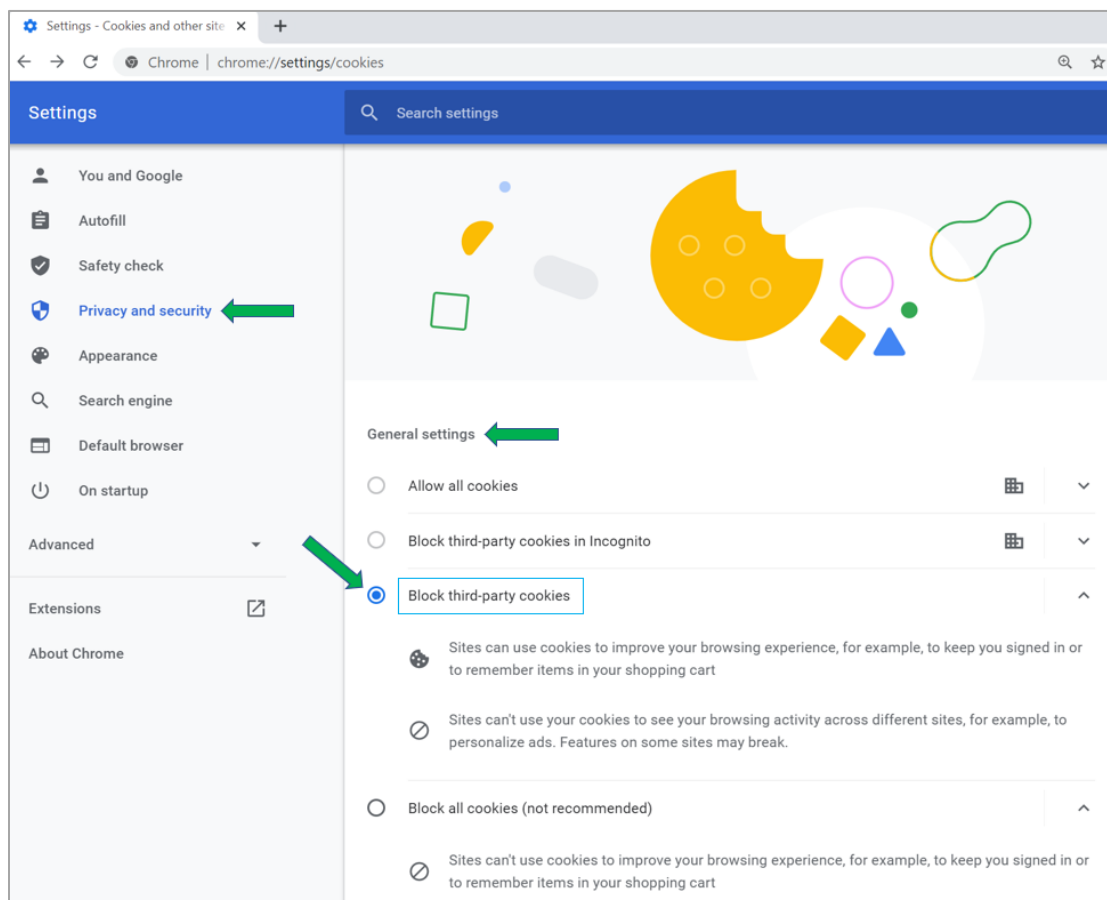 Settings - Cookies and other site
Chrome | chrome://settings/cookies
Settings
Search settings
You and Google
Autofill
Safety check
Privacy and security
Appearance
Search engine
Default browser
On startup
Advanced
Extensions
About Chrome
General settings
Allow all cookies
Block third-party cookies in Incognito
Block third-party cookies
Sites can use cookies to improve your browsing experience, for example, to keep you signed in or
to remember items in your shopping cart
Sites can't use your cookies to see your browsing activity across different sites, for example, to
personalize ads. Features on some sites may break.
Block all cookies (not recommended)
Sites can't use cookies to improve your browsing experience, for example, to keep you signed in or
to remember items in your shopping cart